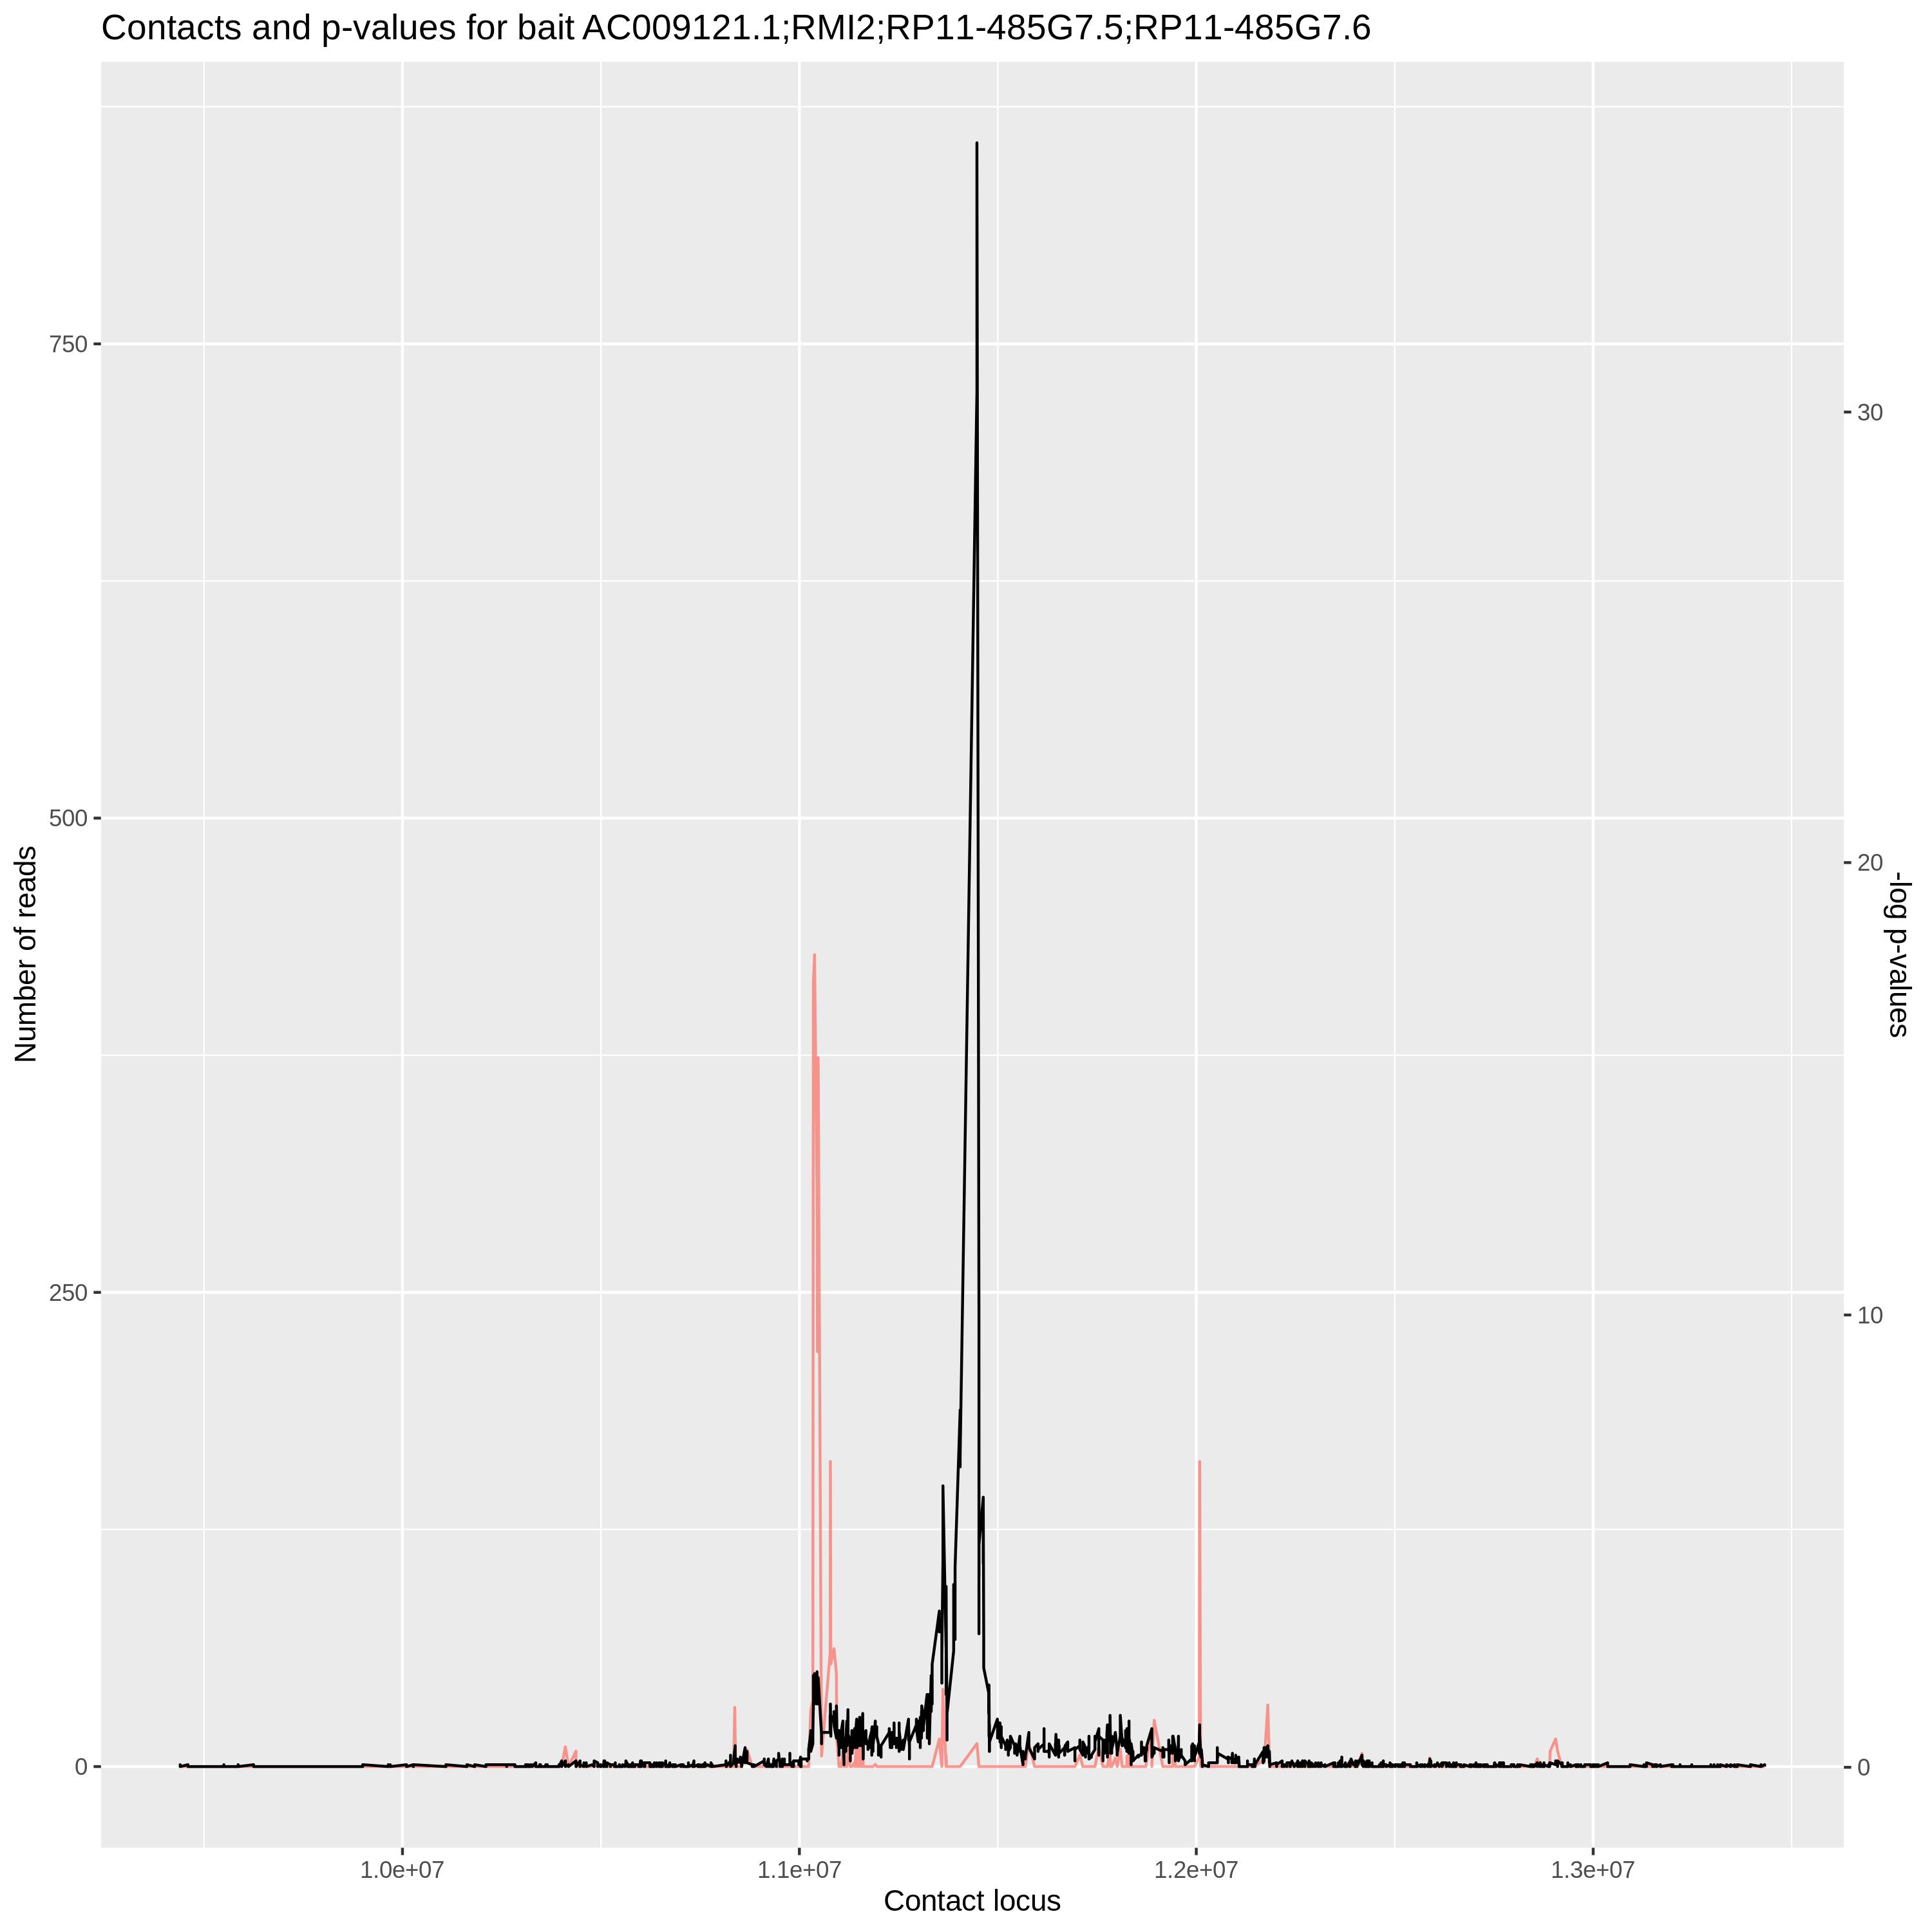 Contacts and p-values for bait AC009121.1;RMI2;RP11-485G7.5;RP11-485G7.6
750
500
250
0
Number of reads
30
20
10
0
-log p-values
1.0e+07
1.1e+07
1.2e+07
1.3e+07
Contact locus